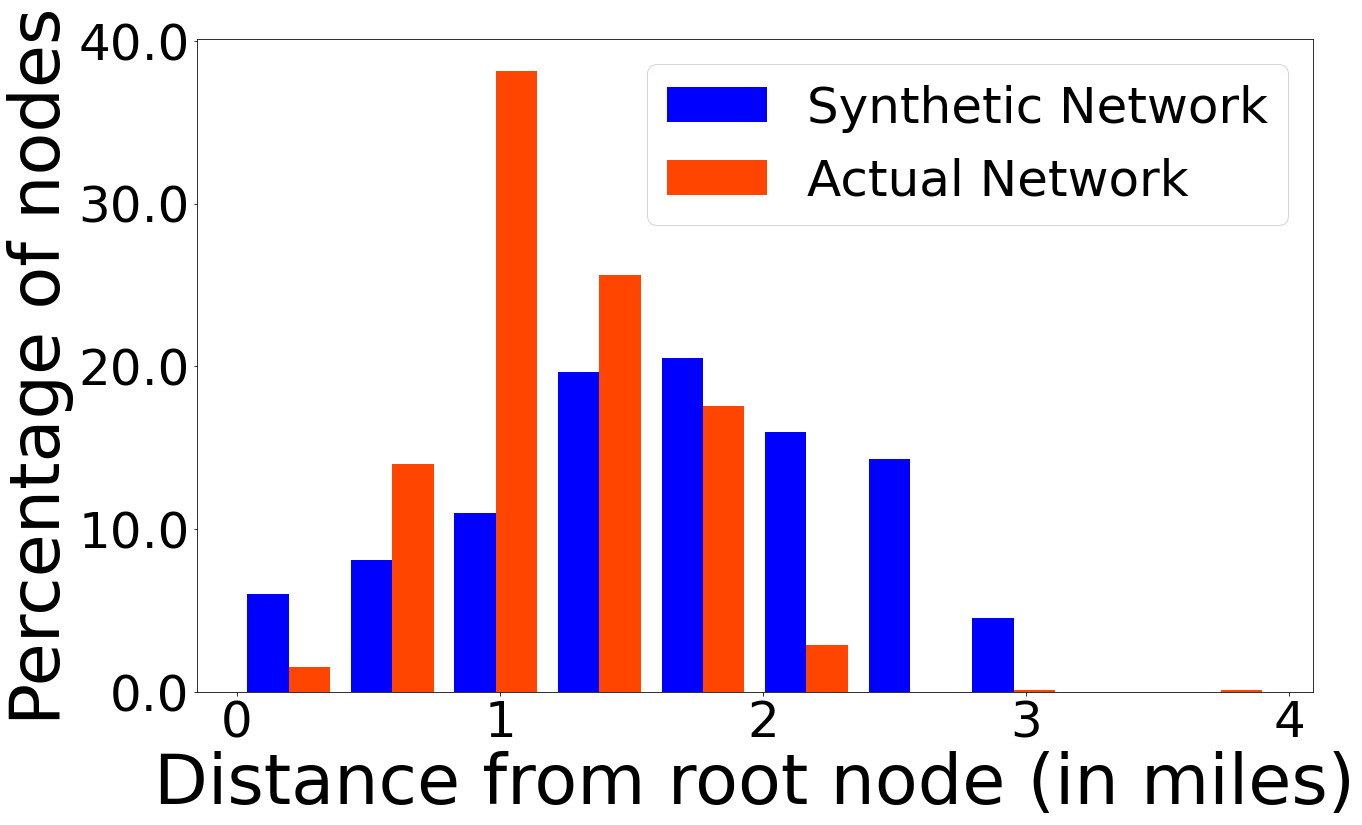 Percentage of nodes
40.0
30.0
20.0
10.0
0.0
Synthetic Network
Actual Network
0 1 2 3 4
Distance from root node (in miles)